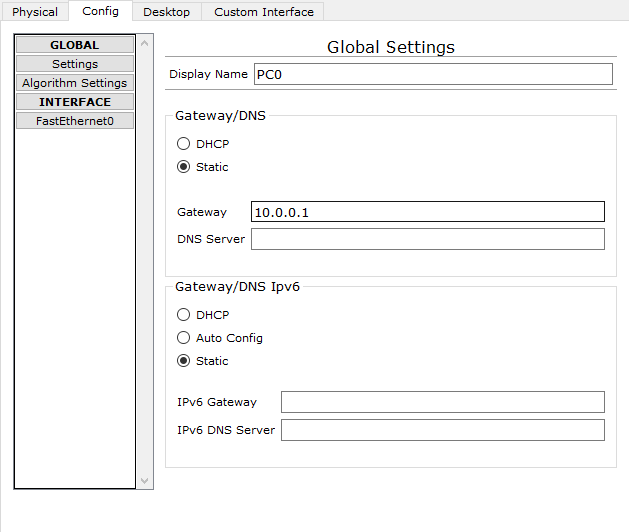 Physical Config Desktop Custom Interface
GLOBAL
Settings
Algorithm Settings
INTERFACE
FastEthernet0
Global Settings
Display Name PC0
Gateway/DNS
DHCP
Static
Gateway 10.0.0.1
DNS Server
Gateway/DNS Ipv6
DHCP
Auto Config
Static
IPv6 Gateway
IPv6 DNS Server